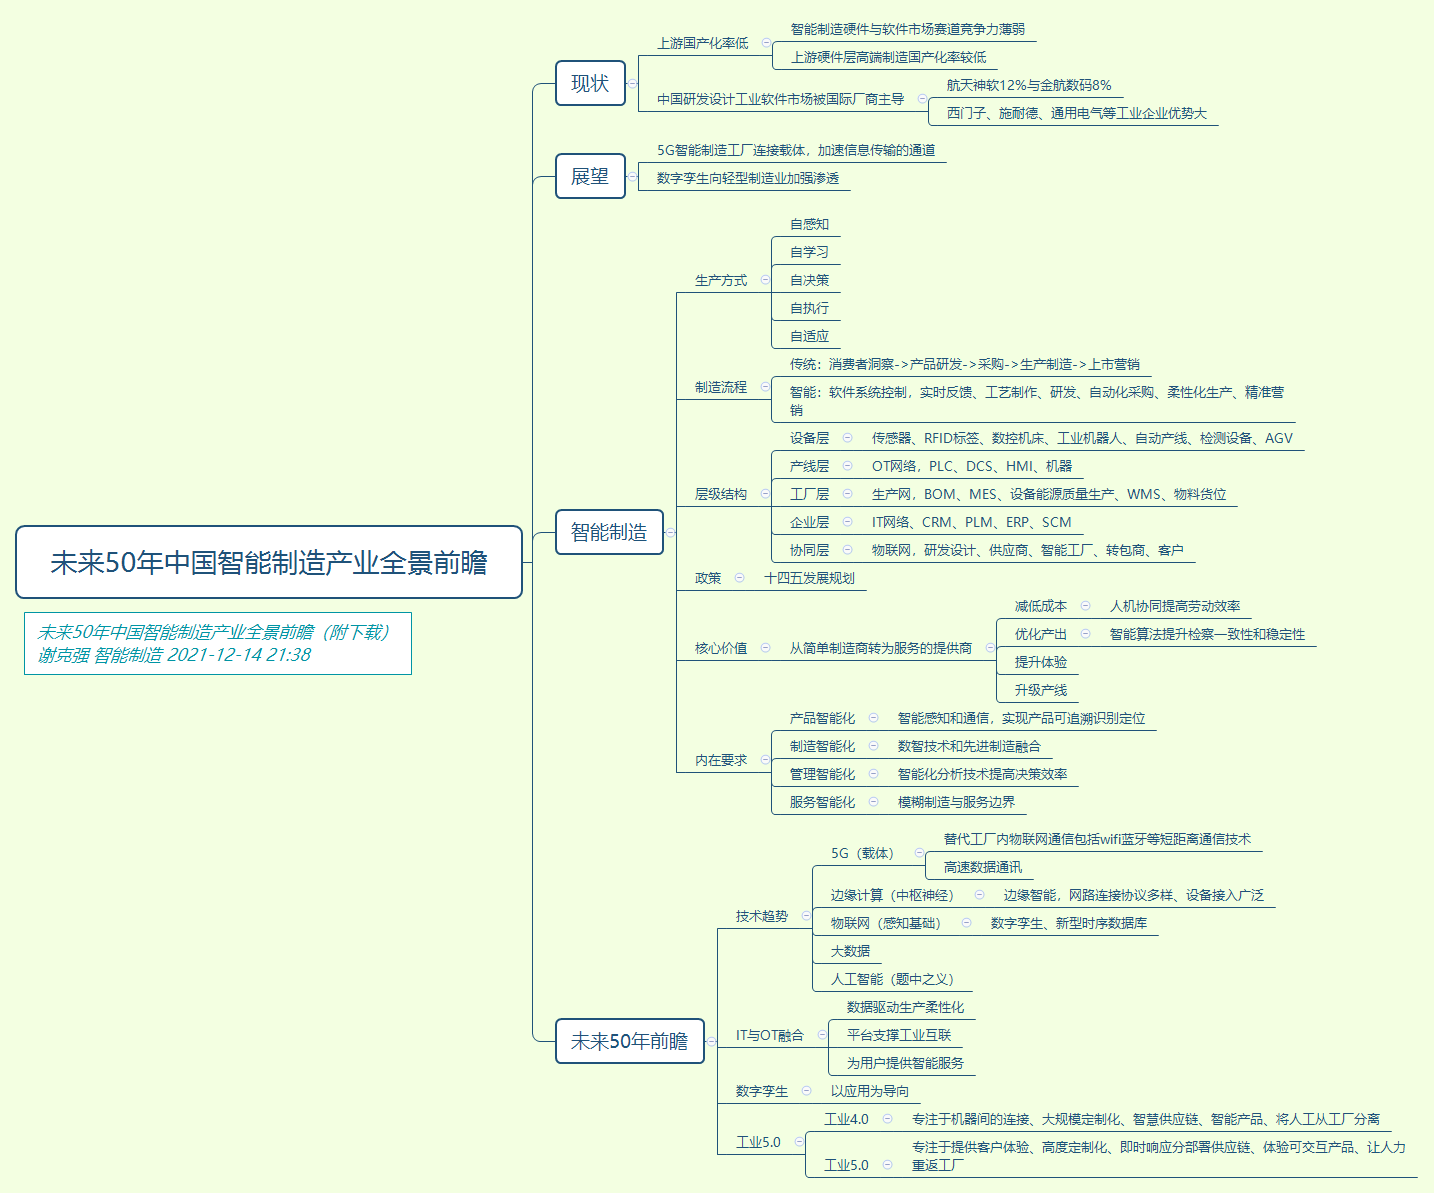 未来50年中国智能制造产业全景前瞻
未来50年中国智能制造产业全景前瞻（附下载）
谢克强 智能制造 2021-12-14 21:38
现状
上游国产化率低
智能制造硬件与软件市场赛道竞争力薄弱
上游硬件层高端制造国产化率较低
中国研发设计工业软件市场被国际厂商主导
航天神软12%与金航数码8%
西门子、施耐德、通用电气等工业企业优势大
展望
5G智能制造工厂连接载体，加速信息传输的通道
数字孪生向轻型制造业加强渗透
智能制造
生产方式
自感知
自学习
自决策
自执行
自适应
制造流程
传统：消费者洞察->产品研发->采购->生产制造->上市营销
智能：软件系统控制，实时反馈、工艺制作、研发、自动化采购、柔性化生产、精准营
销
层级结构
设备层
传感器、RFID标签、数控机床、工业机器人、自动产线、检测设备、AGV
产线层
OT网络，PLC、DCS、HMI、机器
工厂层
生产网，BOM、MES、设备能源质量生产、WMS、物料货位
企业层
IT网络、CRM、PLM、ERP、SCM
协同层
物联网，研发设计、供应商、智能工厂、转包商、客户
政策
十四五发展规划
核心价值
从简单制造商转为服务的提供商
减低成本
人机协同提高劳动效率
优化产出
智能算法提升检察一致性和稳定性
提升体验
升级产线
内在要求
产品智能化
智能感知和通信，实现产品可追溯识别定位
制造智能化
数智技术和先进制造融合
管理智能化
智能化分析技术提高决策效率
服务智能化
模糊制造与服务边界
未来50年前瞻
技术趋势
5G（载体）
替代工厂内物联网通信包括wifi蓝牙等短距离通信技术
高速数据通讯
边缘计算（中枢神经）
边缘智能，网路连接协议多样、设备接入广泛
物联网（感知基础）
数字孪生、新型时序数据库
大数据
人工智能（题中之义）
IT与OT融合
数据驱动生产柔性化
平台支撑工业互联
为用户提供智能服务
数字孪生
以应用为导向
工业5.0
工业4.0
专注于机器间的连接、大规模定制化、智慧供应链、智能产品、将人工从工厂分离
工业5.0
专注于提供客户体验、高度定制化、即时响应分部署供应链、体验可交互产品、让人力
重返工厂